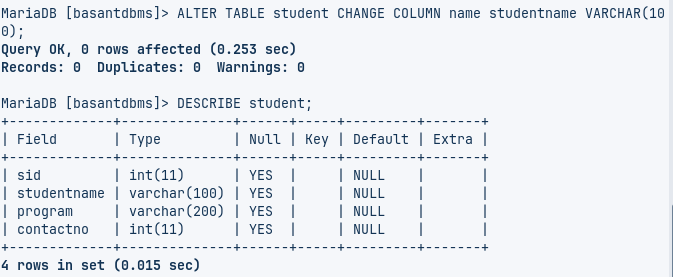 MariaDB [basantdbms]> ALTER TABLE student CHANGE COLUMN name studentname VARCHAR(10
0);
Query OK, 0 rows affected (0.253 sec)
Records: 0  Duplicates: 0  Warnings: 0

MariaDB [basantdbms]> DESCRIBE student;
+-------------+--------------+------+-----+---------+-------+
| Field       | Type         | Null | Key | Default | Extra |
+-------------+--------------+------+-----+---------+-------+
| sid         | int(11)      | YES  |     | NULL    |       |
| studentname | varchar(100) | YES  |     | NULL    |       |
| program     | varchar(200) | YES  |     | NULL    |       |
| contactno   | int(11)      | YES  |     | NULL    |       |
+-------------+--------------+------+-----+---------+-------+
4 rows in set (0.015 sec)